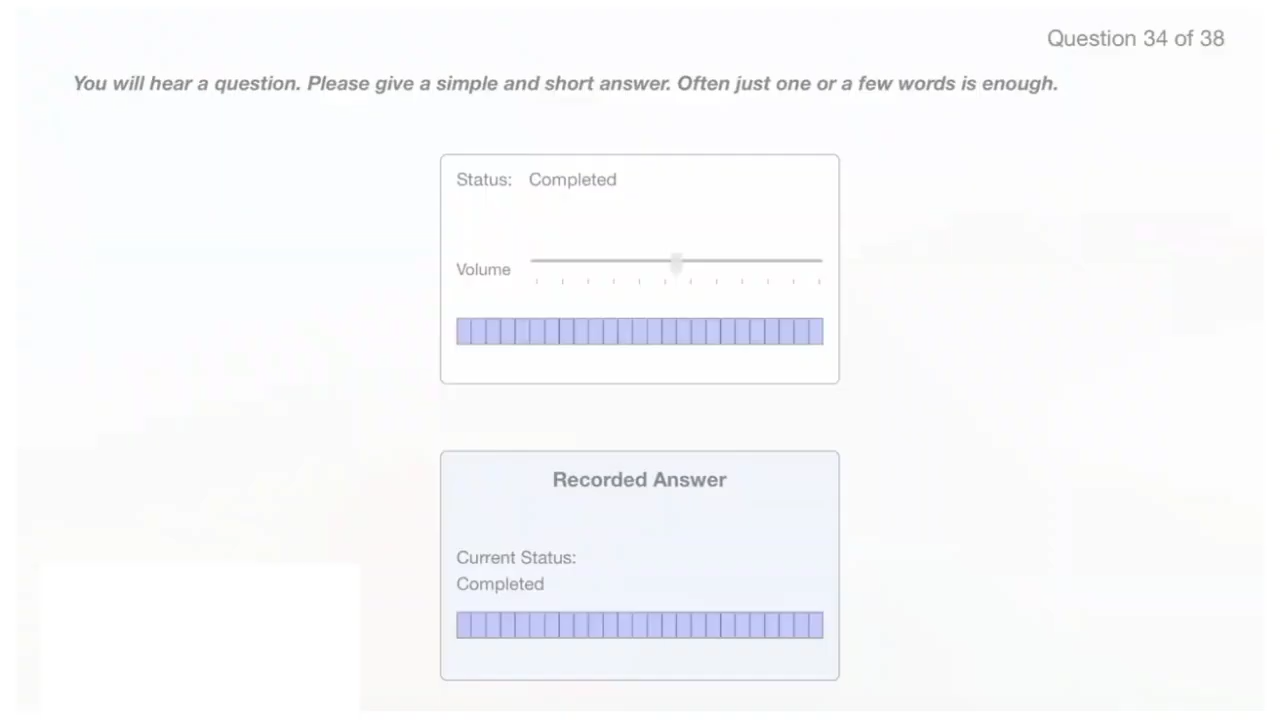 Question 34 of 38
You will hear a question. Please give a simple and short answer. Often just one or a few words is enough.
Status: Completed
Volume
Recorded Answer
Current Status:
Completed